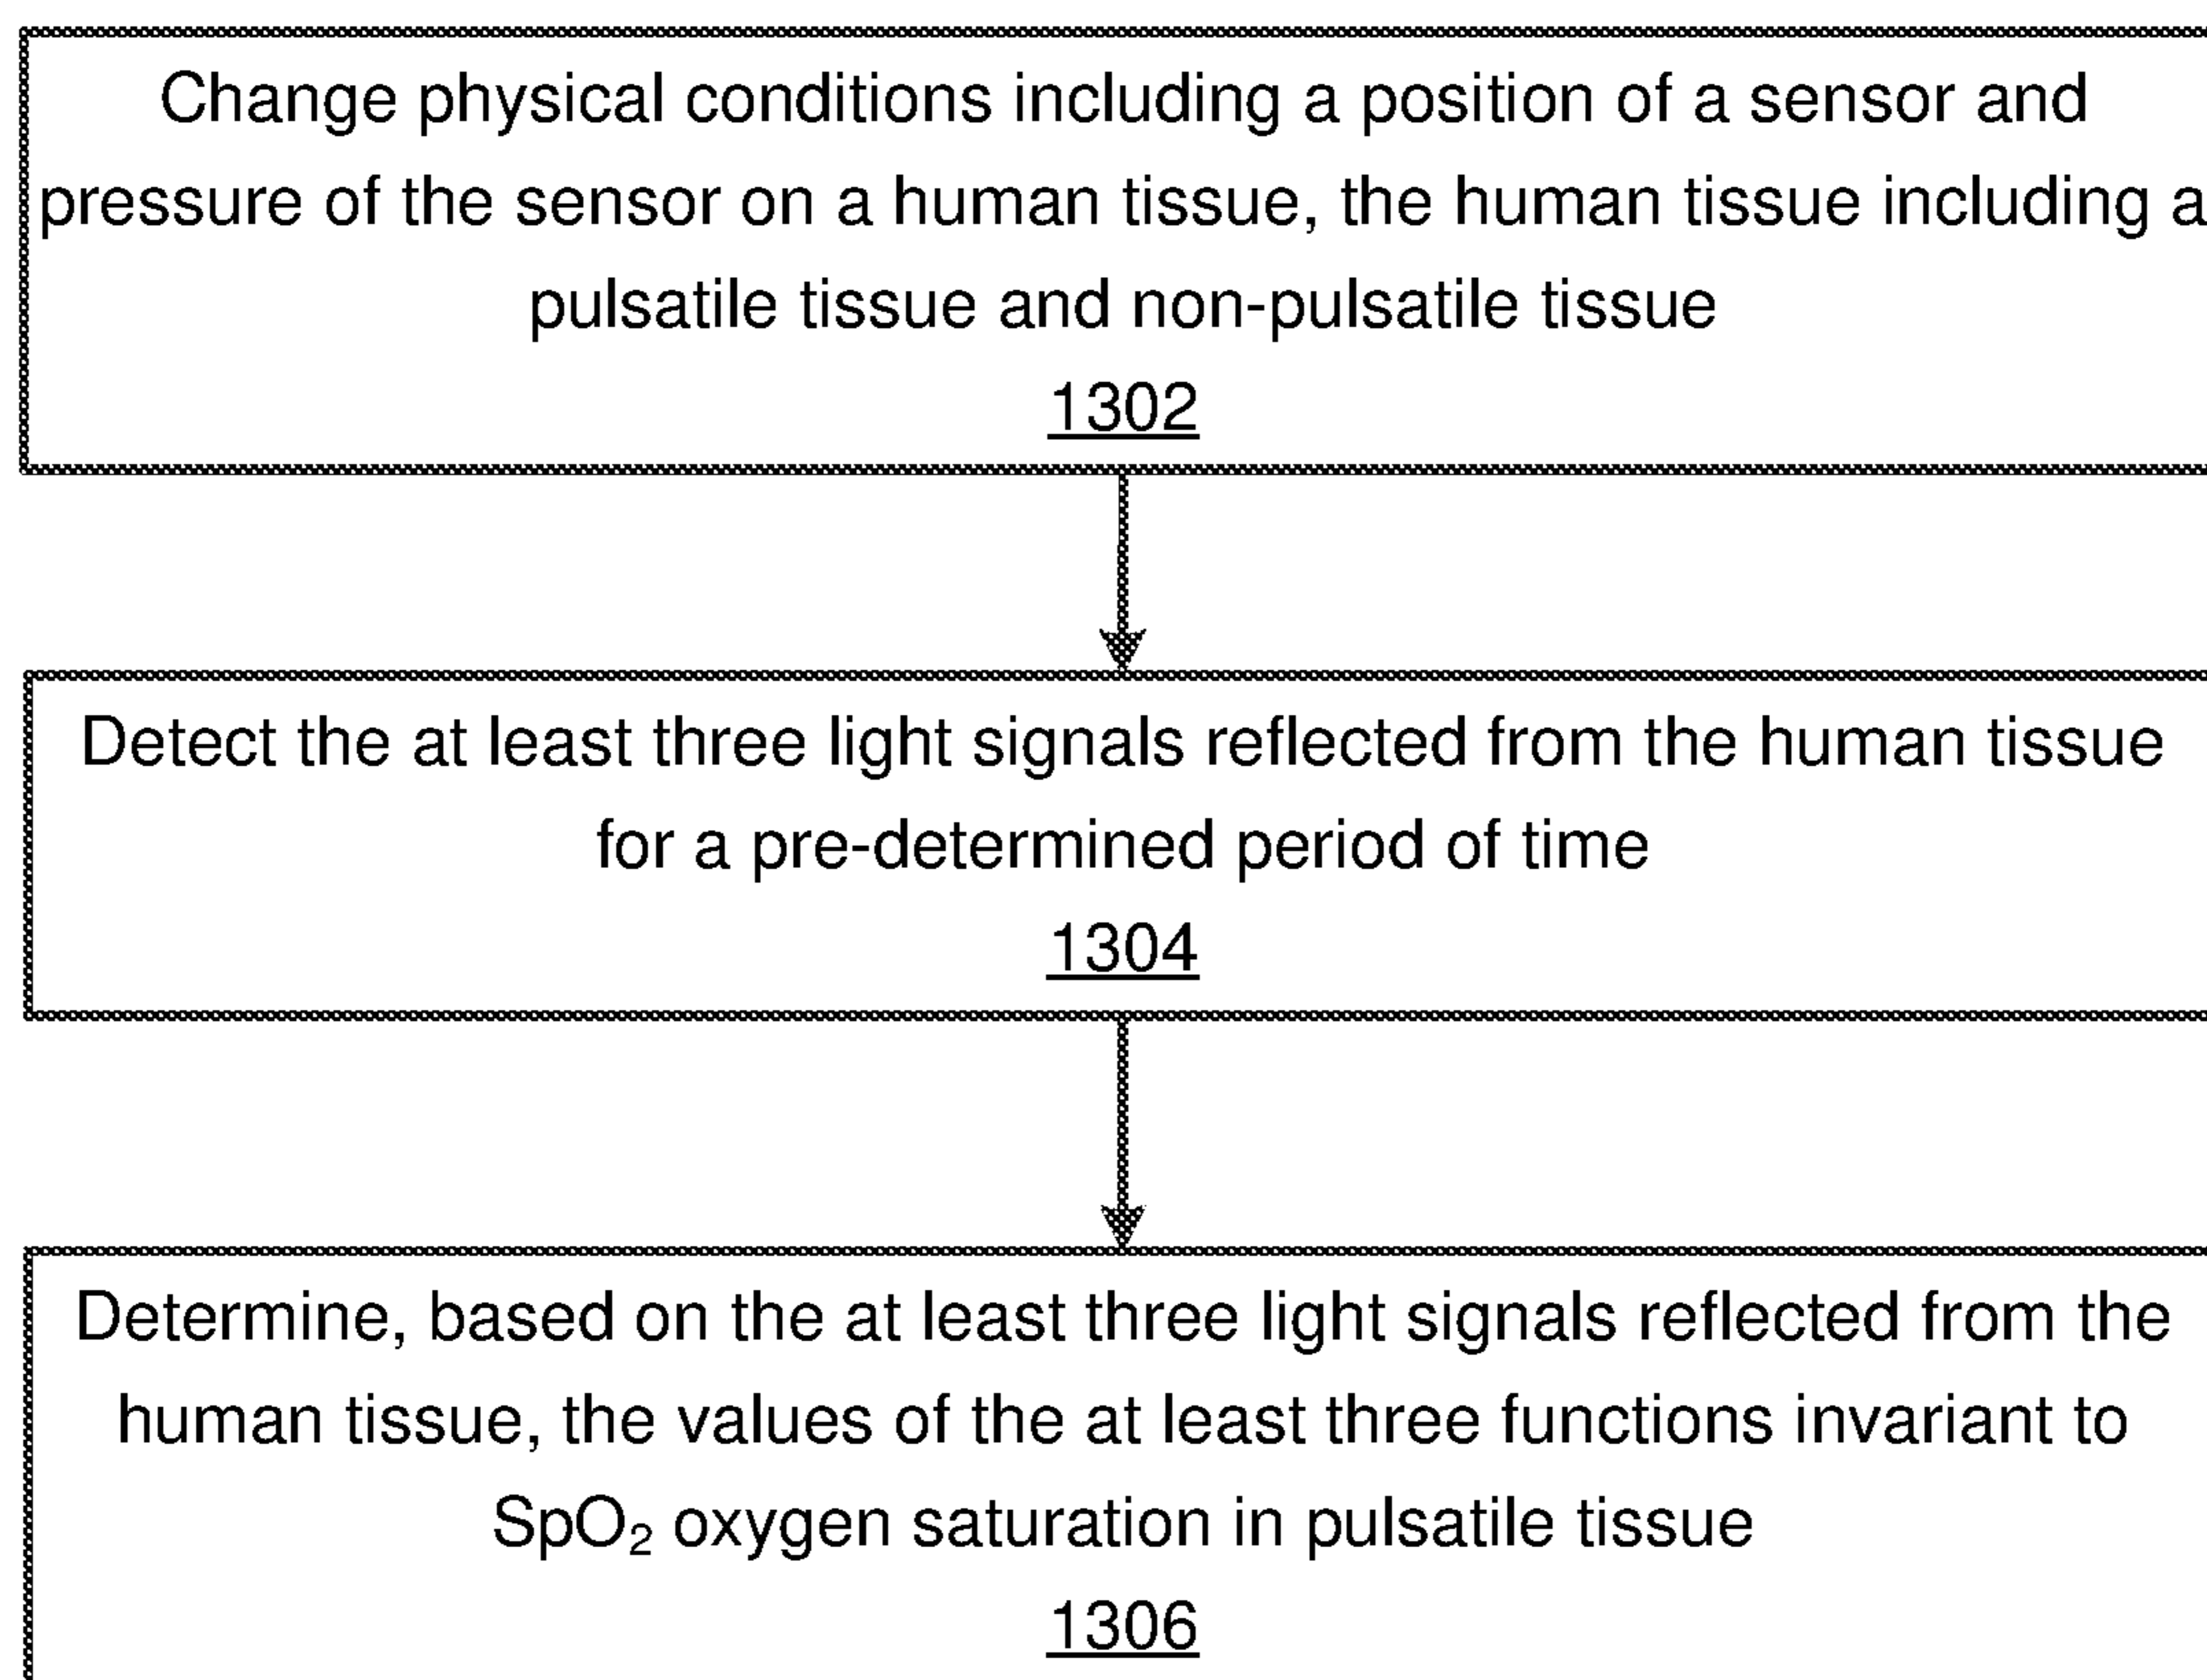 Change physical conditions including a position of a sensor and
pressure of the sensor on a human tissue, the human tissue including a
pulsatile tissue and non-pulsatile tissue
1302
Detect the at least three light signals reflected from the human tissue
for a pre-determined period of time
1304
Determine, based on the at least three light signals reflected from the
human tissue, the values of the at least three functions invariant to
SpO₂ oxygen saturation in pulsatile tissue
1306